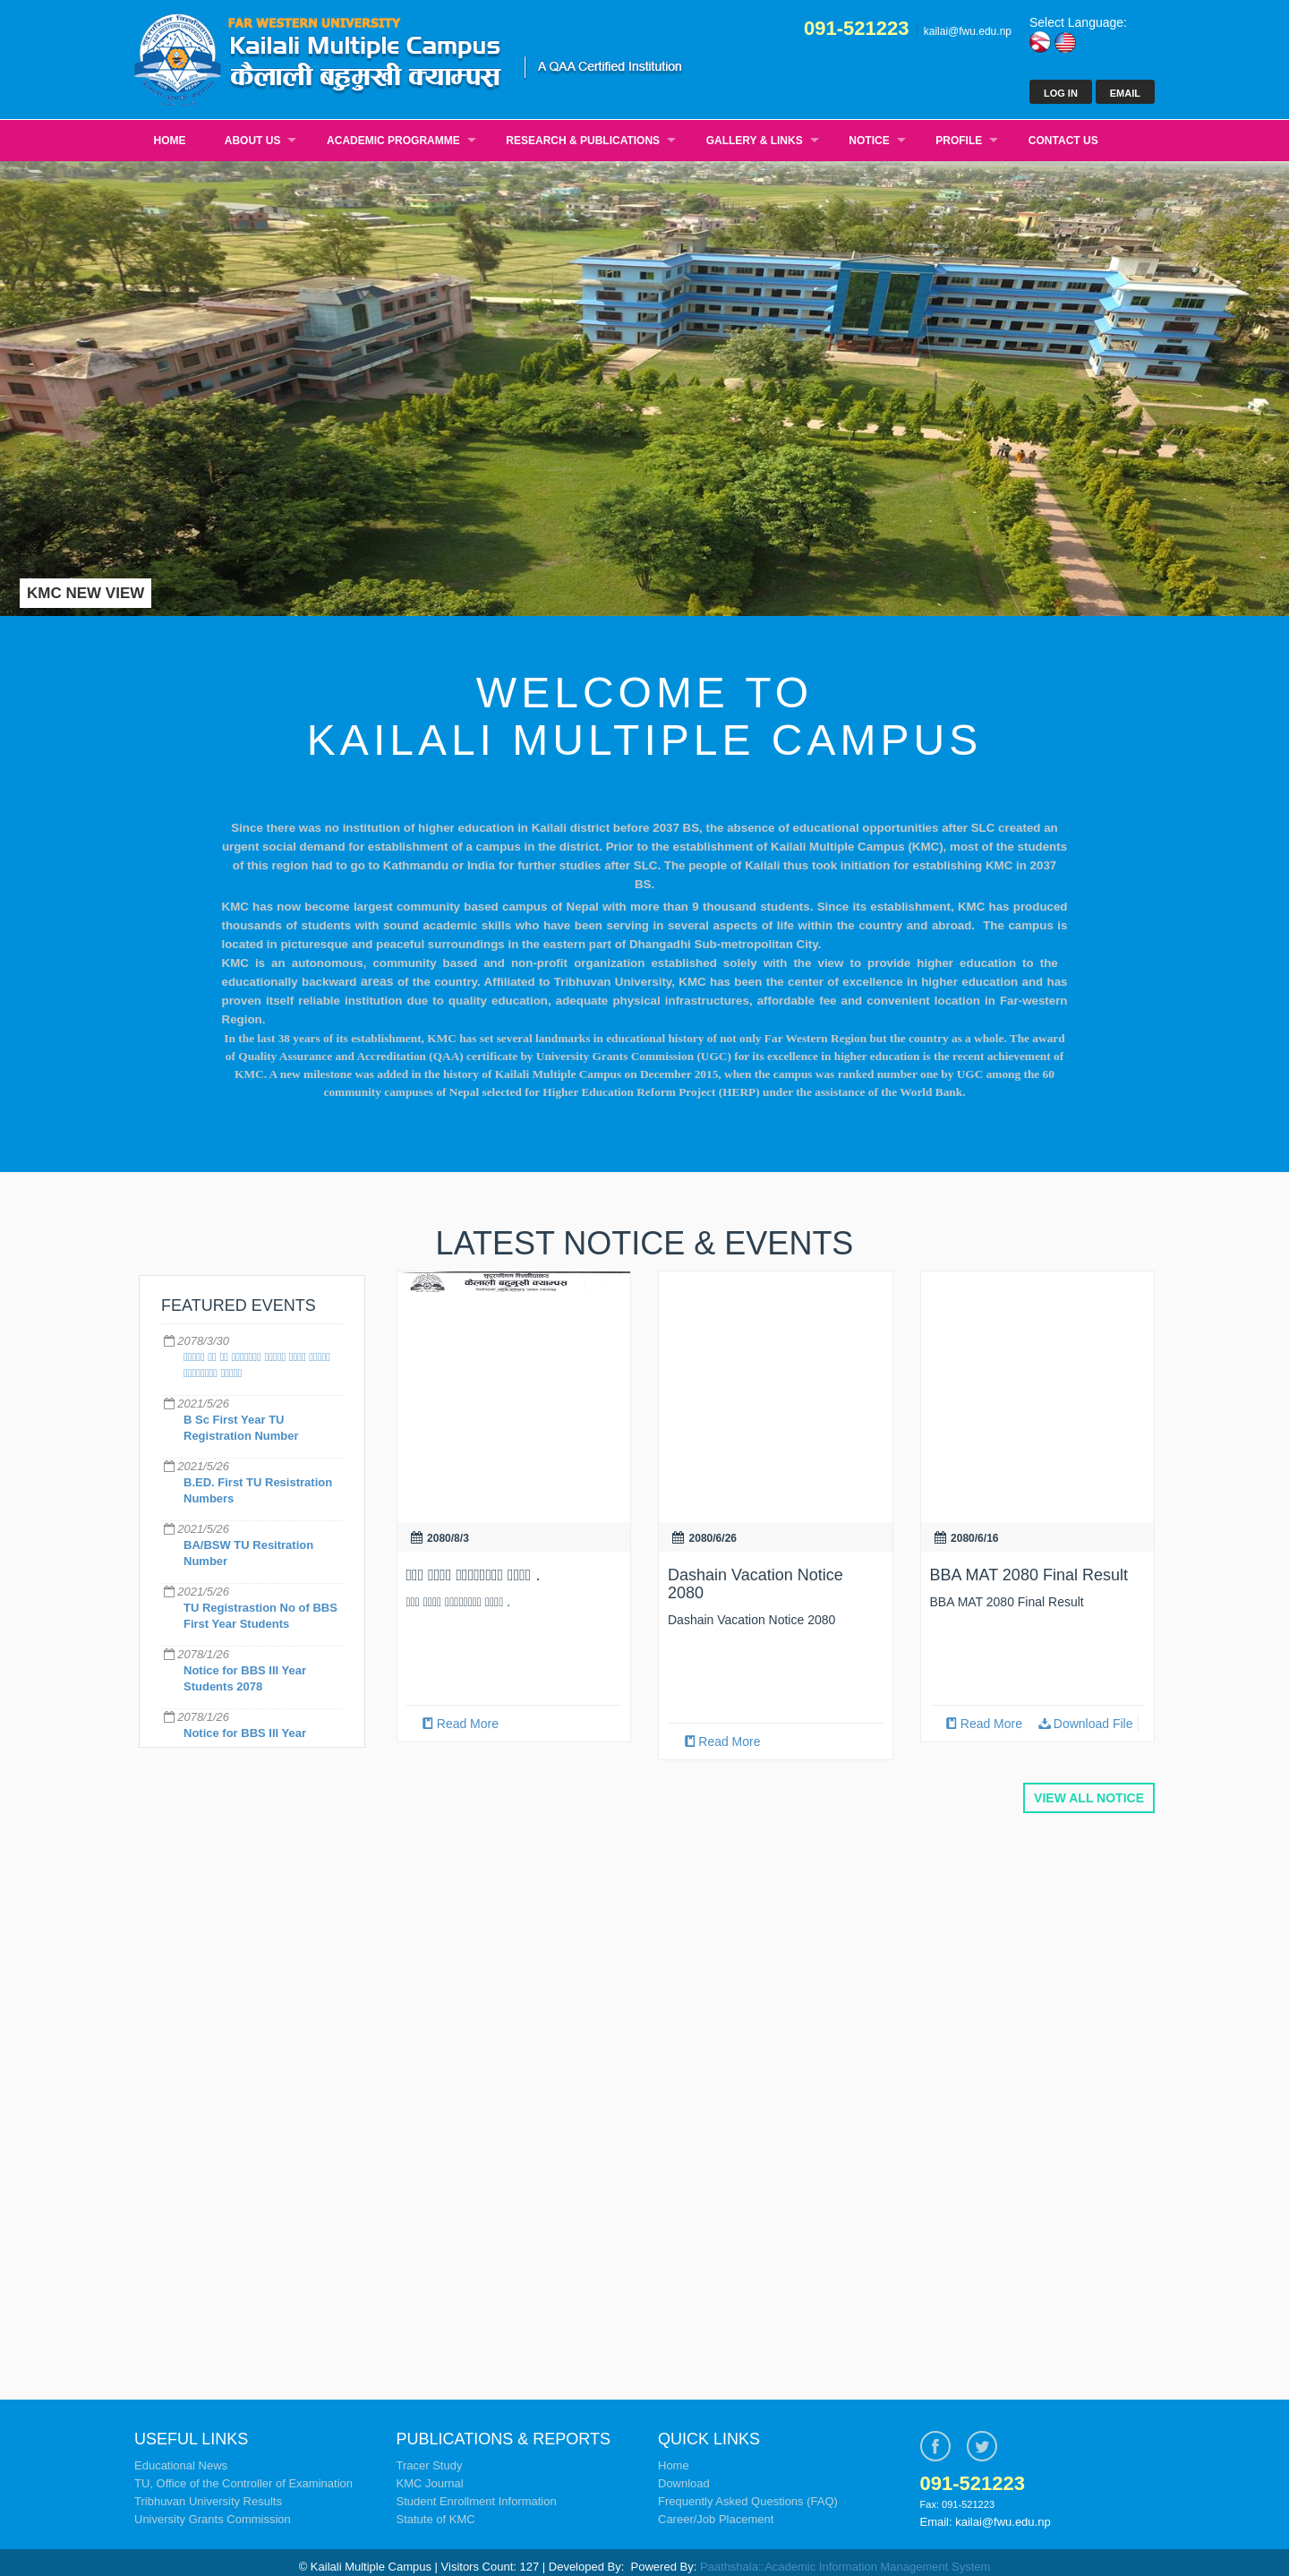 FAR WESTERN UNIVERSITY
Kailali Multiple Campus
कैलाली बहुमुखी क्याम्पस
A QAA Certified Institution
091-521223
kailai@fwu.edu.np
Select Language:
LOG IN
EMAIL
HOME ABOUT US ACADEMIC PROGRAMME RESEARCH & PUBLICATIONS GALLERY & LINKS NOTICE PROFILE CONTACT US
KMC NEW VIEW
WELCOME TO
KAILALI MULTIPLE CAMPUS
Since there was no institution of higher education in Kailali district before 2037 BS, the absence of educational opportunities after SLC created an
urgent social demand for establishment of a campus in the district. Prior to the establishment of Kailali Multiple Campus (KMC), most of the students
of this region had to go to Kathmandu or India for further studies after SLC. The people of Kailali thus took initiation for establishing KMC in 2037
BS.
KMC has now become largest community based campus of Nepal with more than 9 thousand students. Since its establishment, KMC has produced
thousands of students with sound academic skills who have been serving in several aspects of life within the country and abroad. The campus is
located in picturesque and peaceful surroundings in the eastern part of Dhangadhi Sub-metropolitan City.
KMC is an autonomous, community based and non-profit organization established solely with the view to provide higher education to the
educationally backward areas of the country. Affiliated to Tribhuvan University, KMC has been the center of excellence in higher education and has
proven itself reliable institution due to quality education, adequate physical infrastructures, affordable fee and convenient location in Far-western
Region.
In the last 38 years of its establishment, KMC has set several landmarks in educational history of not only Far Western Region but the country as a whole. The award
of Quality Assurance and Accreditation (QAA) certificate by University Grants Commission (UGC) for its excellence in higher education is the recent achievement of
KMC. A new milestone was added in the history of Kailali Multiple Campus on December 2015, when the campus was ranked number one by UGC among the 60
community campuses of Nepal selected for Higher Education Reform Project (HERP) under the assistance of the World Bank.
LATEST NOTICE & EVENTS
FEATURED EVENTS
2078/3/30
2021/5/26
B Sc First Year TU
Registration Number
2021/5/26
B.ED. First TU Resistration
Numbers
2021/5/26
BA/BSW TU Resitration
Number
2021/5/26
TU Registrastion No of BBS
First Year Students
2078/1/26
Notice for BBS III Year
Students 2078
2078/1/26
Notice for BBS III Year
कैलाली बहुमुखी क्याम्पस
2080/8/3
Read More
2080/6/26
Dashain Vacation Notice
2080
Dashain Vacation Notice 2080
Read More
2080/6/16
BBA MAT 2080 Final Result
BBA MAT 2080 Final Result
Read More
Download File
VIEW ALL NOTICE
USEFUL LINKS
Educational News
TU, Office of the Controller of Examination
Tribhuvan University Results
University Grants Commission
PUBLICATIONS & REPORTS
Tracer Study
KMC Journal
Student Enrollment Information
Statute of KMC
QUICK LINKS
Home
Download
Frequently Asked Questions (FAQ)
Career/Job Placement
091-521223
Fax: 091-521223
Email: kailai@fwu.edu.np
© Kailali Multiple Campus | Visitors Count: 127 | Developed By: Powered By: Paathshala::Academic Information Management System